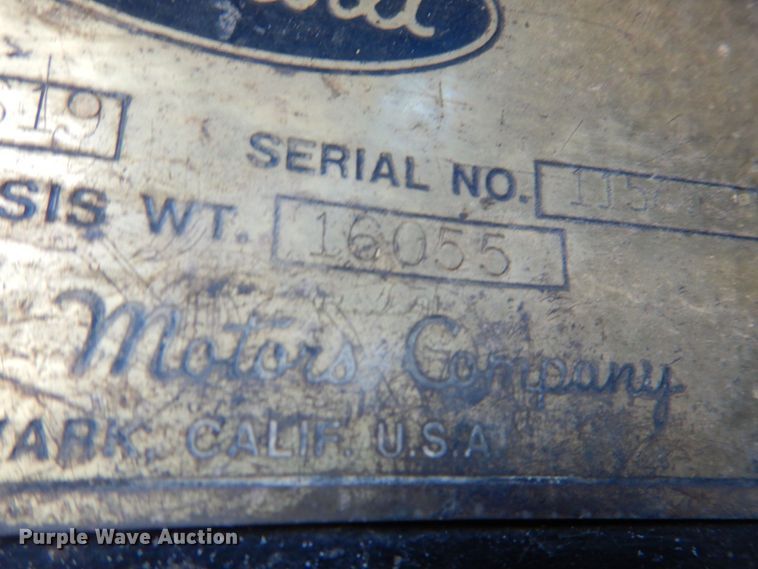 519
SERIAL NO.
SIS WT. 16055
Motors Company
ARK, CALIF. U.S.A
Purple Wave Auction